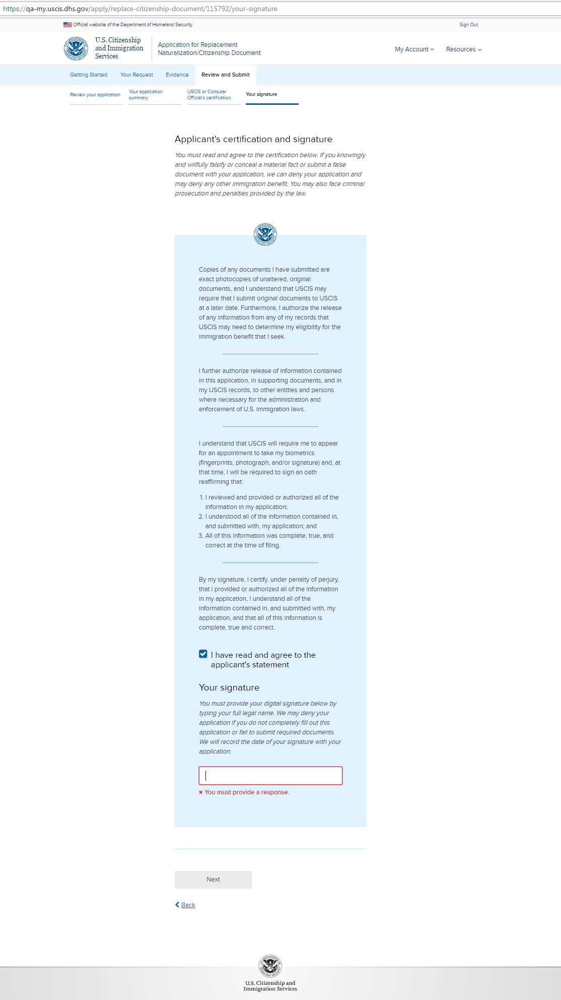 https://qa-my.uscis.dhs.gov/apply/replace-citizenship-document/115792/your-signature
Official website of the Department of Homeland Security
Sign Out
U.S. Citizenship
and Immigration
Services
Application for Replacement
Naturalization/Citizenship Document
My Account
Resources
Getting Started
Your Request
Evidence
Review and Submit
Review your application
Your application
summary
USCIS or Consular
Official's certification
Your signature
Applicant's certification and signature
You must read and agree to the certification below. If you knowingly
and willfully falsify or conceal a material fact or submit a false
document with your application, we can deny your application and
may deny any other immigration benefit. You may also face criminal
prosecution and penalties provided by the law.
Copies of any documents I have submitted are
exact photocopies of unaltered, original
documents, and I understand that USCIS may
require that I submit original documents to USCIS
at a later date. Furthermore, I authorize the release
of any information from any of my records that
USCIS may need to determine my eligibility for the
immigration benefit that I seek.
I further authorize release of information contained
in this application, in supporting documents, and in
my USCIS records, to other entities and persons
where necessary for the administration and
enforcement of U.S. immigration laws.
I understand that USCIS will require me to appear
for an appointment to take my biometrics
(fingerprints, photograph, and/or signature) and, at
that time, I will be required to sign an oath
reaffirming that:
1. I reviewed and provided or authorized all of the
information in my application;
2. I understood all of the information contained in,
and submitted with, my application; and
3. All of this information was complete, true, and
correct at the time of filing.
By my signature, I certify, under penalty of perjury,
that I provided or authorized all of the information
in my application, I understand all of the
information contained in, and submitted with, my
application, and that all of this information is
complete, true and correct.
I have read and agree to the
applicant's statement
Your signature
You must provide your digital signature below by
typing your full legal name. We may deny your
application if you do not completely fill out this
application or fail to submit required documents.
We will record the date of your signature with your
application.
You must provide a response.
Next
Back
U.S. Citizenship and
Immigration Services